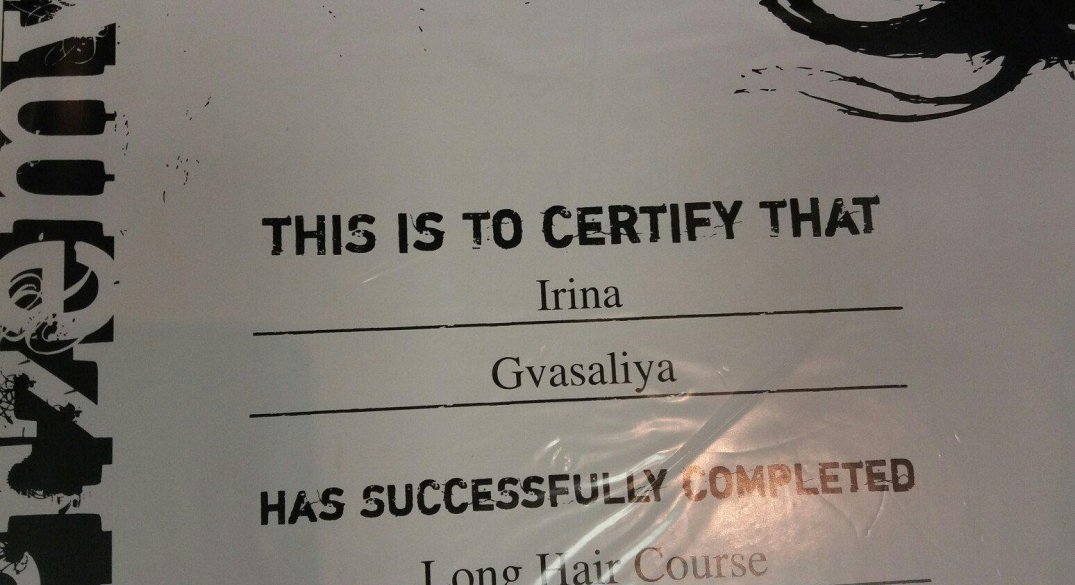 THIS IS TO CERTIFY THAT
Irina
Gvasaliya
HAS SUCCESSFULLY COMPLETED
Long Hair Course